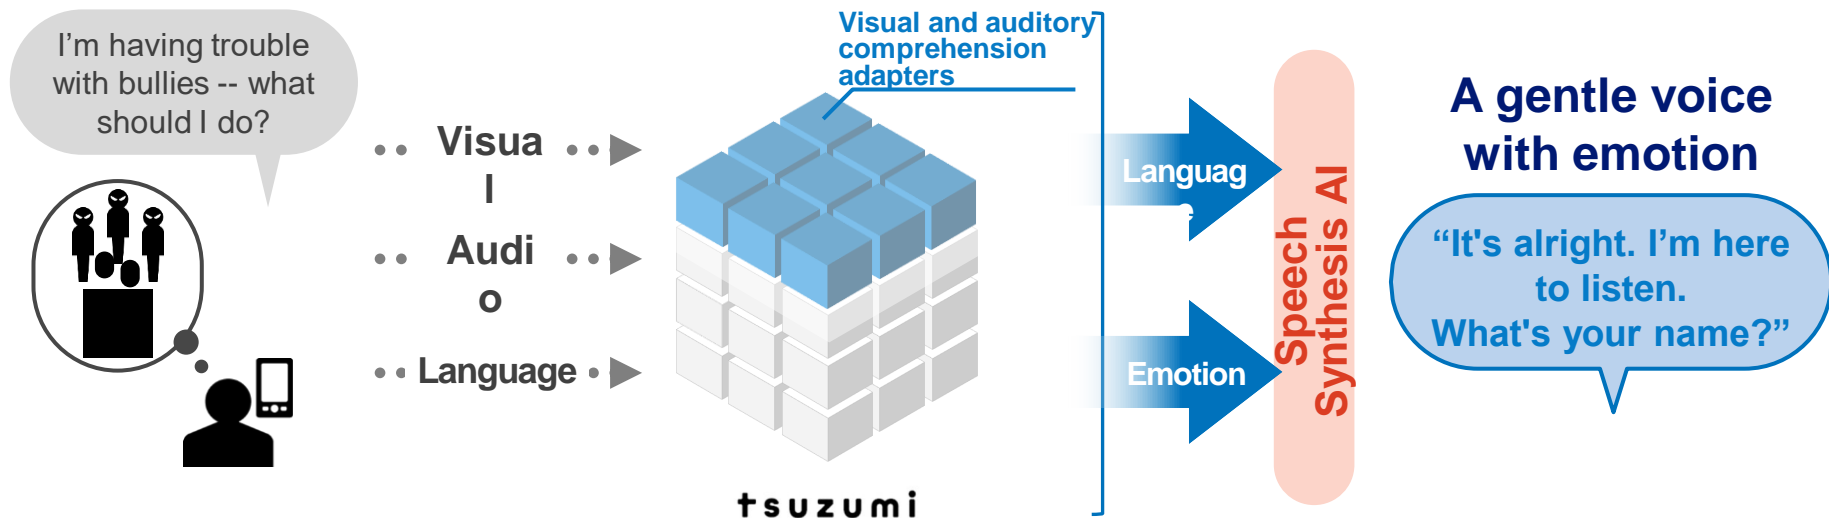 I'm having trouble
with bullies -- what
should I do?
Visua
l
Audi
o
Language
Visual and auditory
comprehension
adapters
tsuzumi
Languag
e
Emotion
Speech
Synthesis AI
A gentle voice
with emotion
“It's alright. I’m here
to listen.
What's your name?”